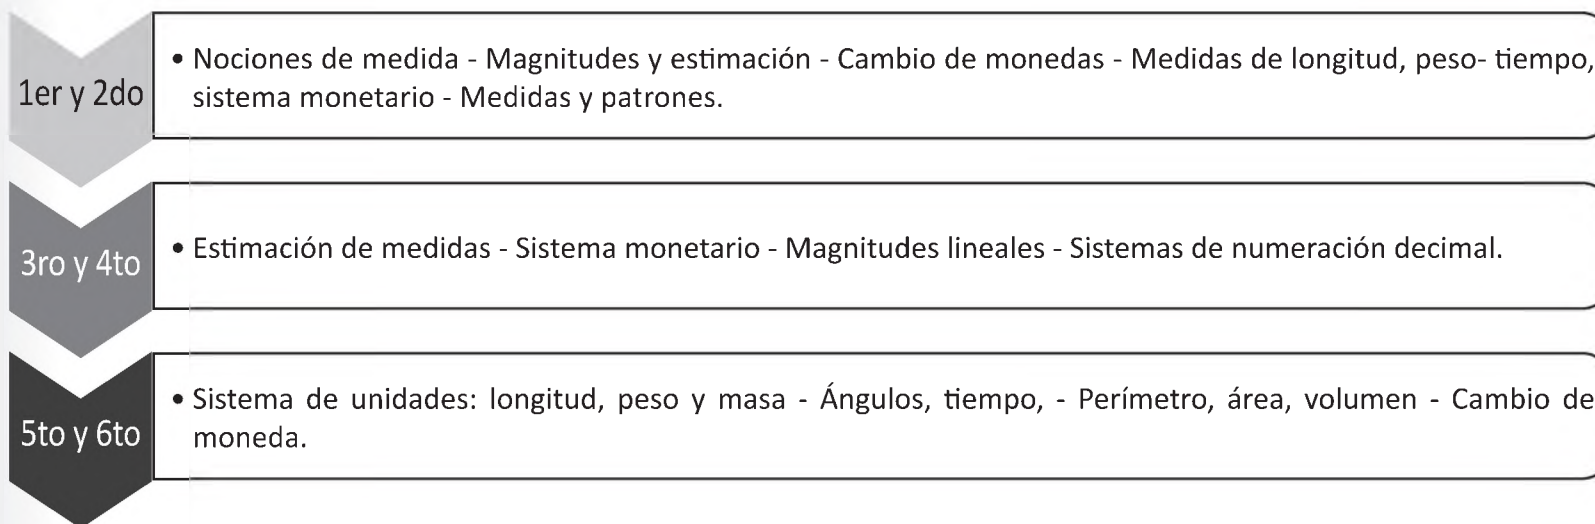 1er y 2do
• Nociones de medida - Magnitudes y estimación - Cambio de monedas - Medidas de longitud, peso- tiempo,
sistema monetario - Medidas y patrones.
3ro y 4to
• Estimación de medidas - Sistema monetario - Magnitudes lineales - Sistemas de numeración decimal.
5to y 6to
• Sistema de unidades: longitud, peso y masa - Ángulos, tiempo, - Perímetro, área, volumen - Cambio de
moneda.